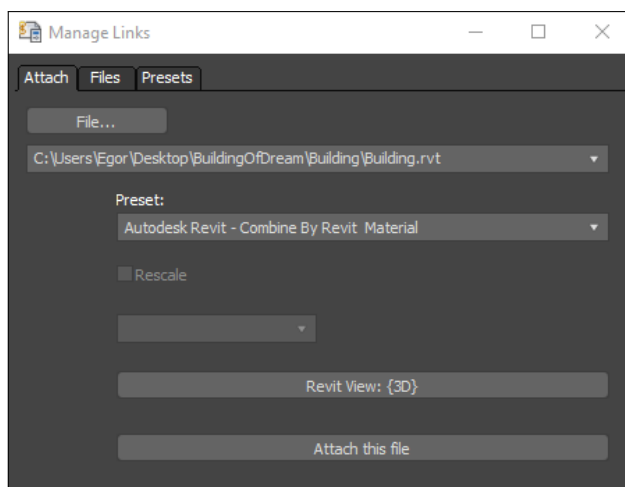 Manage Links
Attach Files Presets
File...
C:\Users\Egor\Desktop\BuildingOfDream\Building\Building.rvt
Preset:
Autodesk Revit - Combine By Revit Material
Rescale
Revit View: {3D}
Attach this file